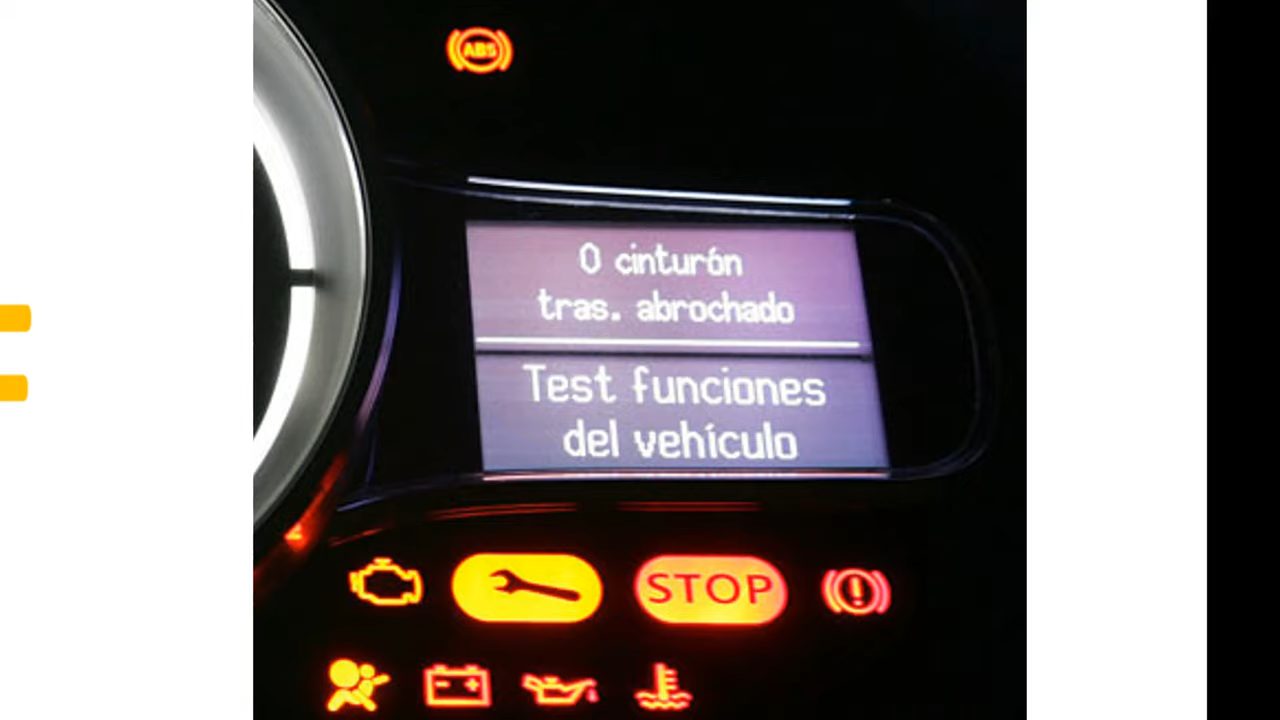 ABS
0 cinturón
tras. abrochado
Test funciones
del vehículo
STOP